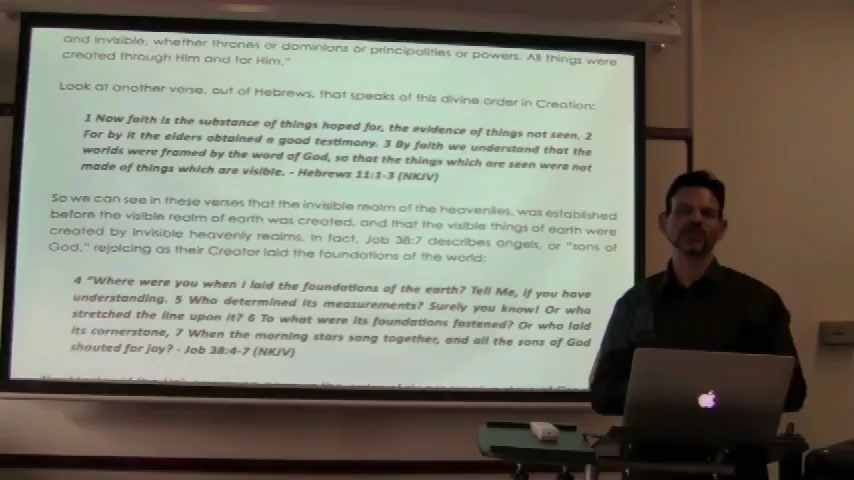 and invisible, whether thrones or dominions or principalities or powers. All things were
created through Him and for Him."
Look at another verse, out of Hebrews, that speaks of this divine order in Creation:
1 Now faith is the substance of things hoped for, the evidence of things not seen. 2
For by it the elders obtained a good testimony. 3 By faith we understand that the
worlds were framed by the word of God, so that the things which are seen were not
made of things which are visible. - Hebrews 11:1-3 (NKJV)
So we can see in these verses that the invisible realm of the heavenlies, was established
before the visible realm of earth was created, and that the visible things of earth were
created by invisible heavenly realms. In fact, Job 38:7 describes angels, or "sons of
God," rejoicing as their Creator laid the foundations of the world:
4 "Where were you when I laid the foundations of the earth? Tell Me, if you have
understanding. 5 Who determined its measurements? Surely you know! Or who
stretched the line upon it? 6 To what were its foundations fastened? Or who laid
its cornerstone, 7 When the morning stars sang together, and all the sons of God
shouted for joy? - Job 38:4-7 (NKJV)